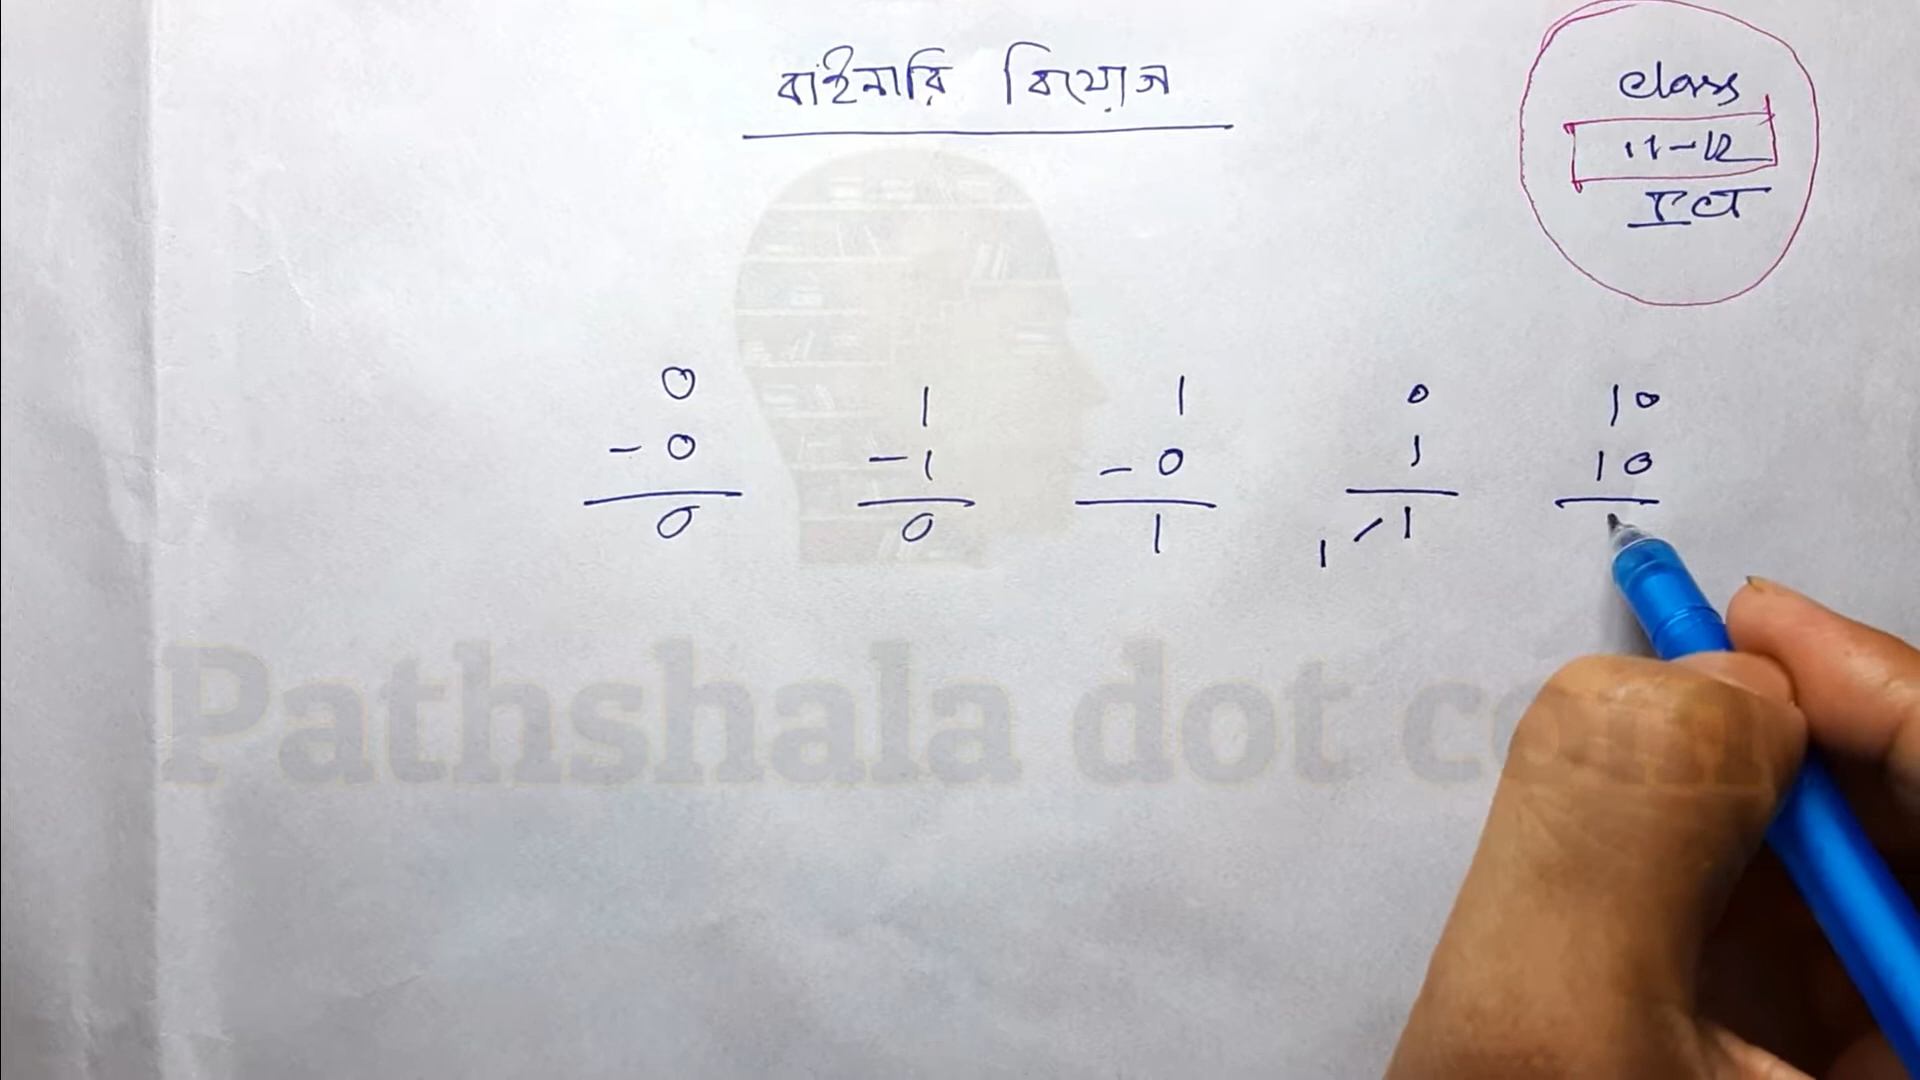 বাইনারি বিয়োগ
class
11-12
ICT
0 1 1 0 10
-0 -1 -0 1 10
0 0 1 1 1
Pathshala dot com